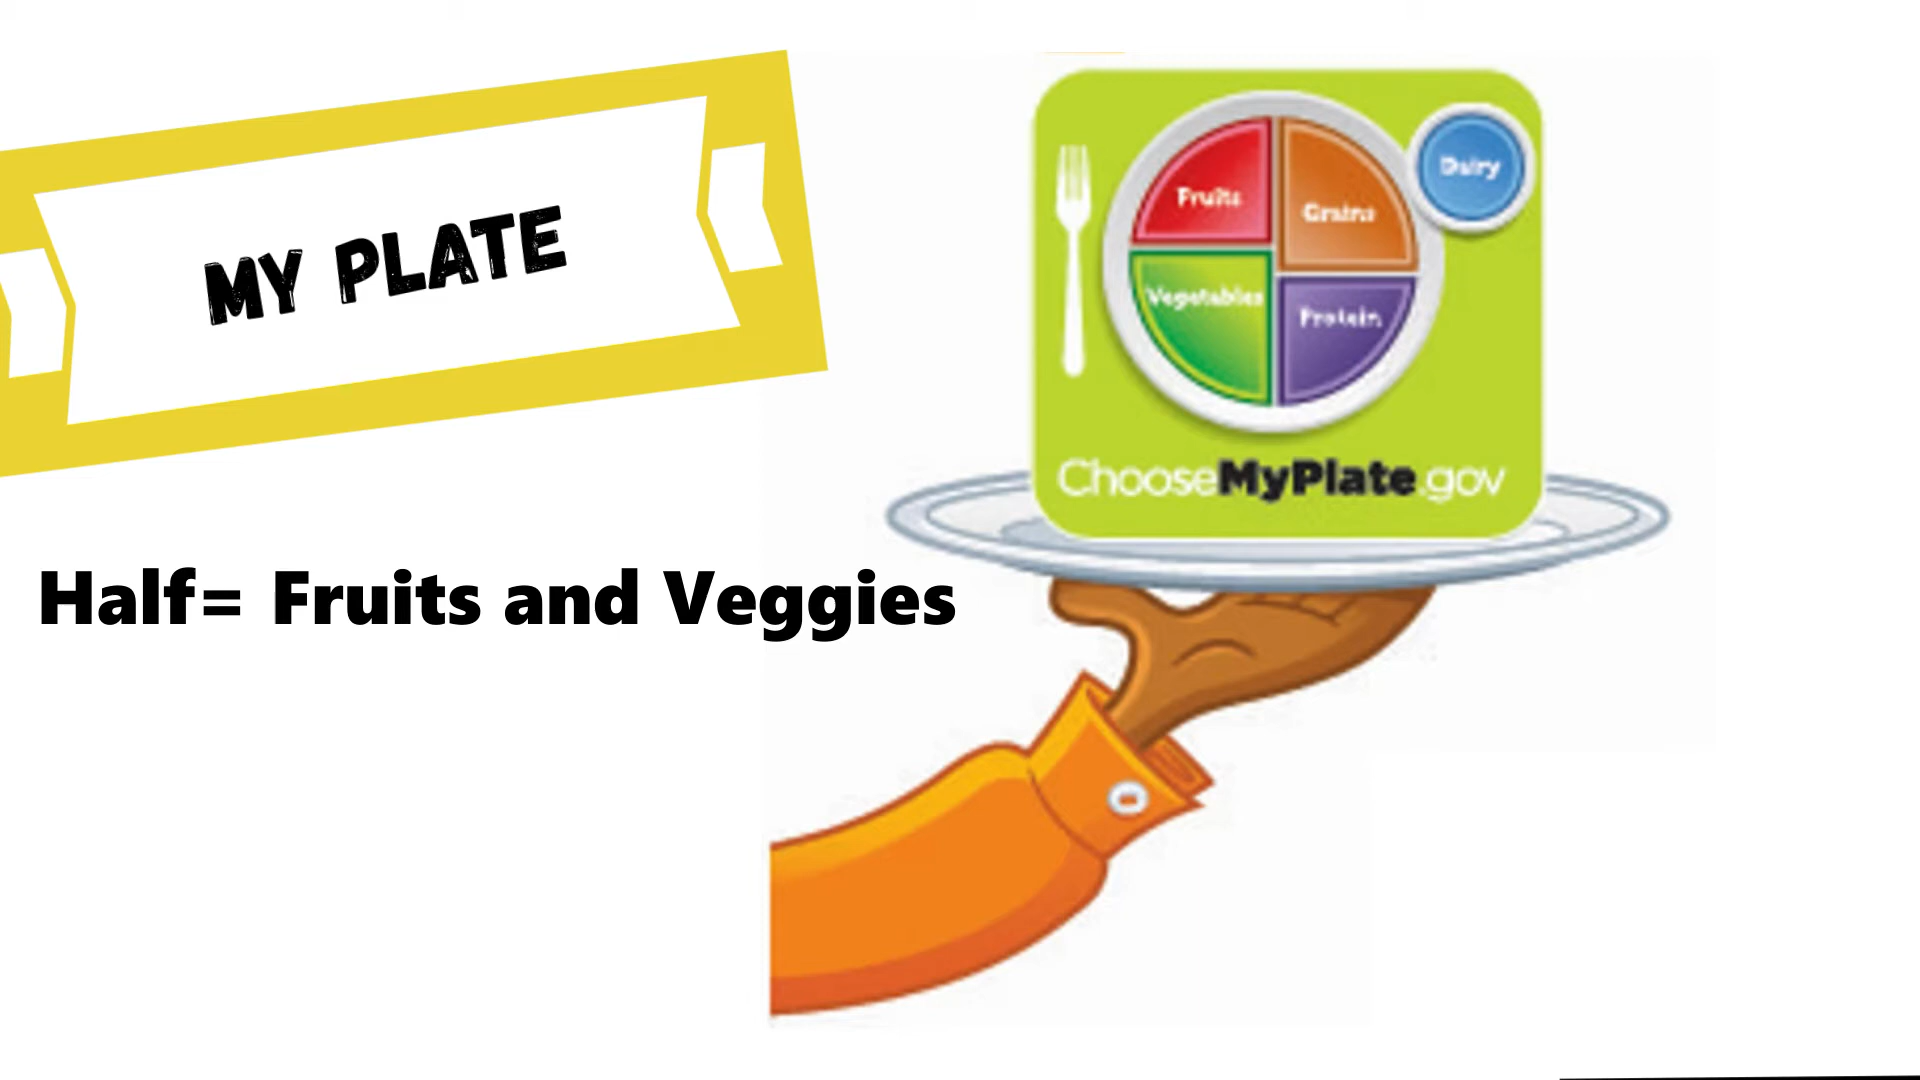 MY PLATE
Fruits
Grains
Dairy
Vegetables
Protein
ChooseMyPlate.gov
Half= Fruits and Veggies